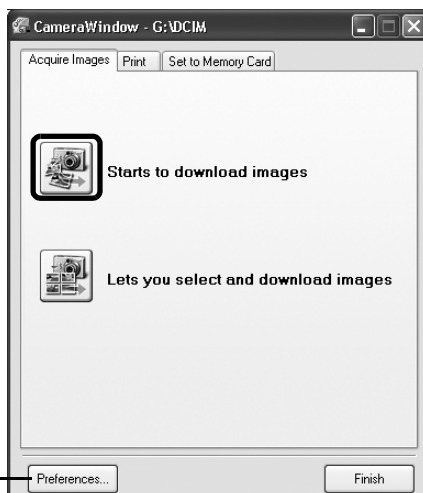 CameraWindow - G:\DCIM
Acquire Images Print Set to Memory Card
Starts to download images
Lets you select and download images
Preferences... Finish